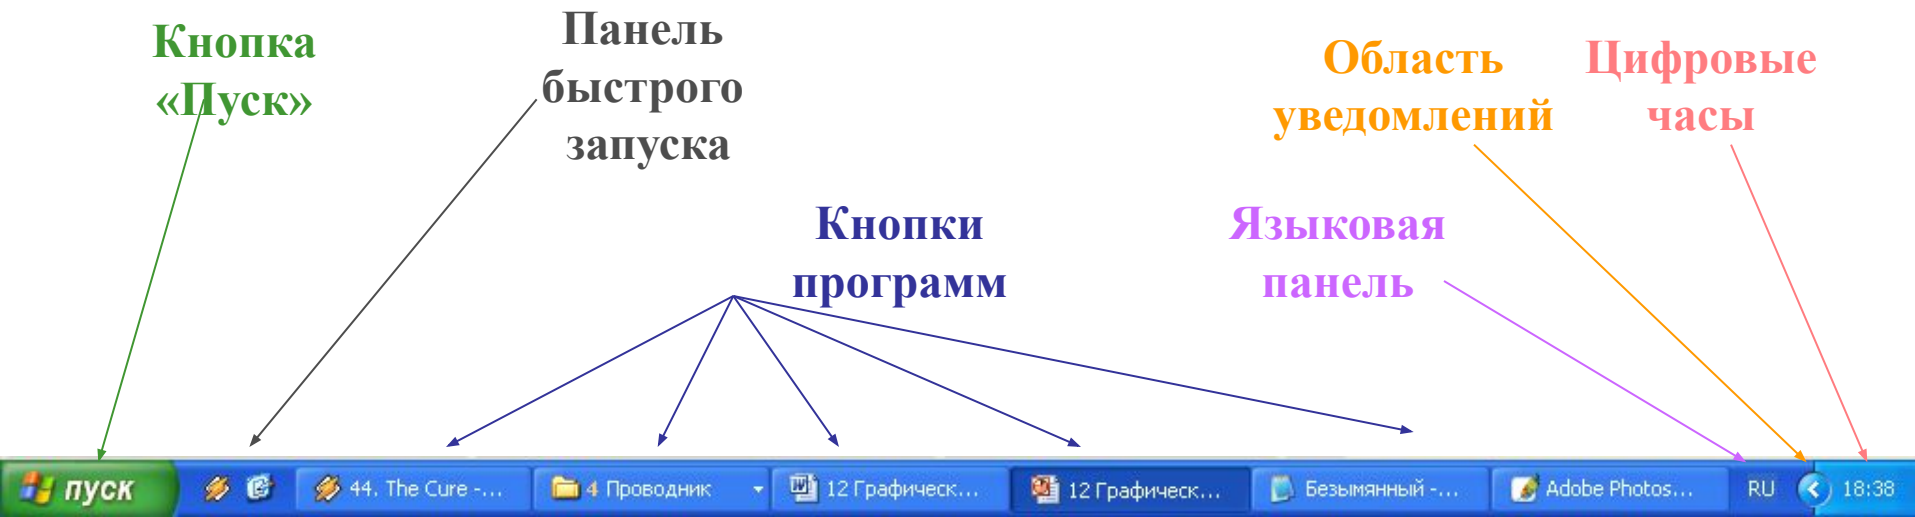 Кнопка
«Пуск»
Панель
быстрого
запуска
Область
уведомлений
Цифровые
часы
Кнопки
программ
Языковая
панель
пуск
44. The Cure -...
4 Проводник
12 Графическ...
12 Графическ...
Безымянный -...
Adobe Photos...
RU
18:38